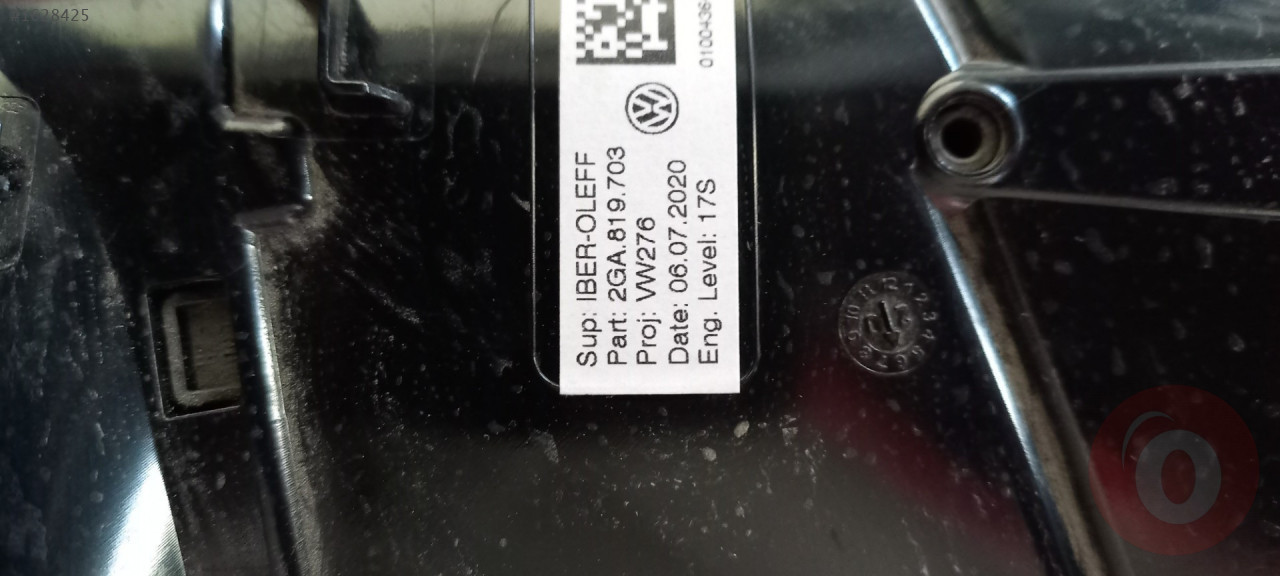 Sup: IBER-OLEFF
Part: 2GA.819.703
Proj: VW276
Date: 06.07.2020
Eng. Level: 17S